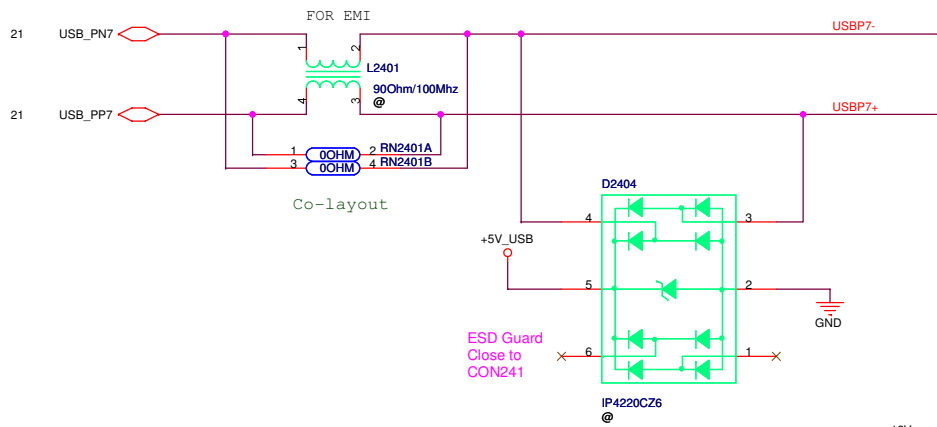 FOR EMI
21 USB_PN7 USBP7-
1 2
L2401
90Ohm/100Mhz
@
4 3
21 USB_PP7 USBP7+
1 0OHM 2 RN2401A
3 0OHM 4 RN2401B
Co-layout
D2404
4 3
+5V_USB
5 2
GND
ESD Guard
Close to
CON241
6 1
IP4220CZ6
@